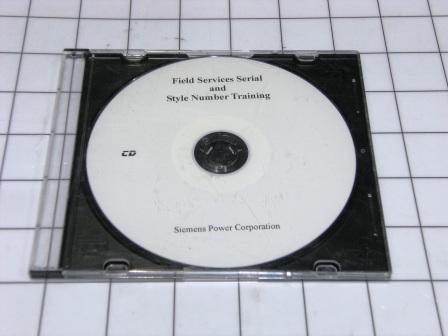 Field Services Serial
and
Style Number Training
CD
Siemens Power Corporation